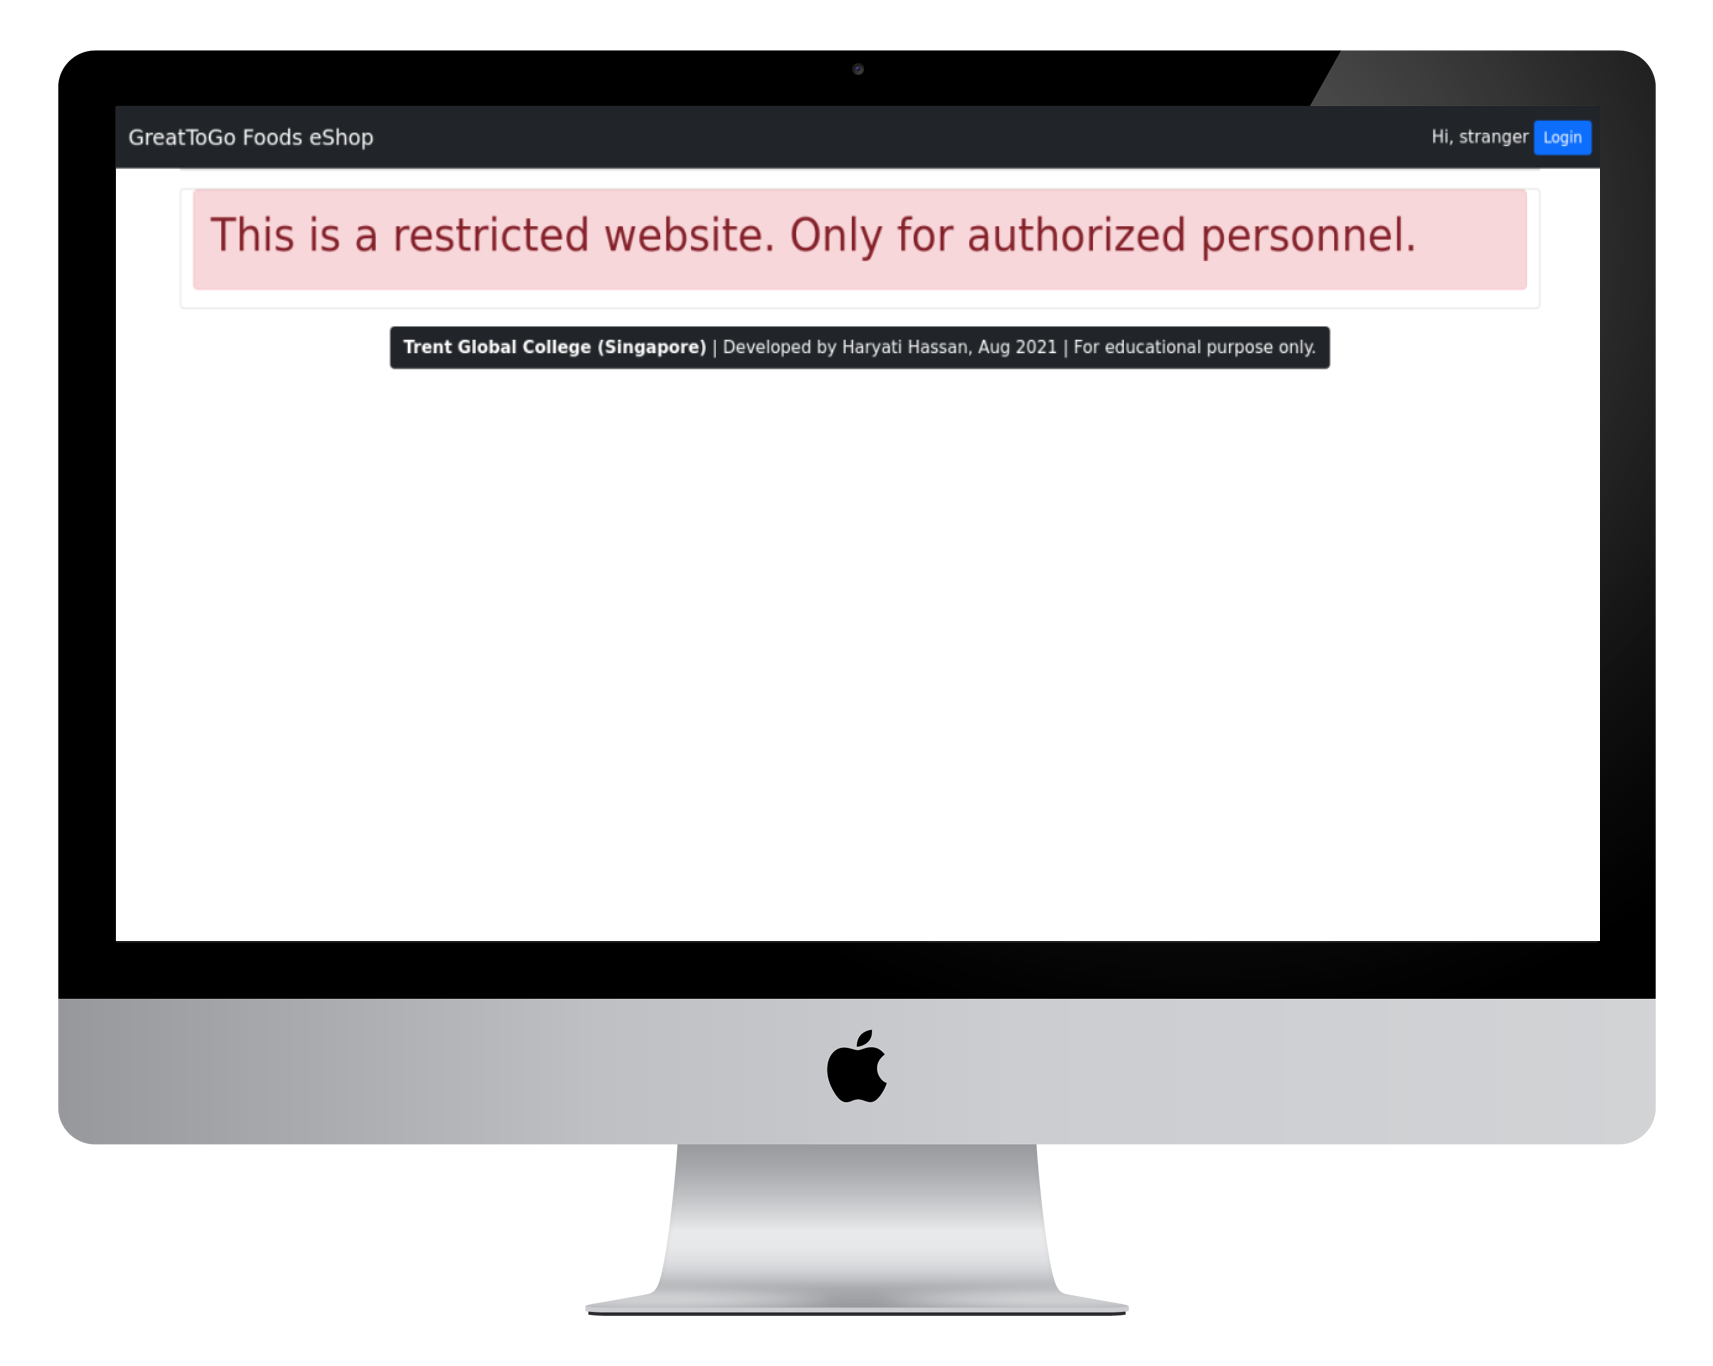 GreatToGo Foods eShop
Hi, stranger Login
This is a restricted website. Only for authorized personnel.
Trent Global College (Singapore) | Developed by Haryati Hassan, Aug 2021 | For educational purpose only.